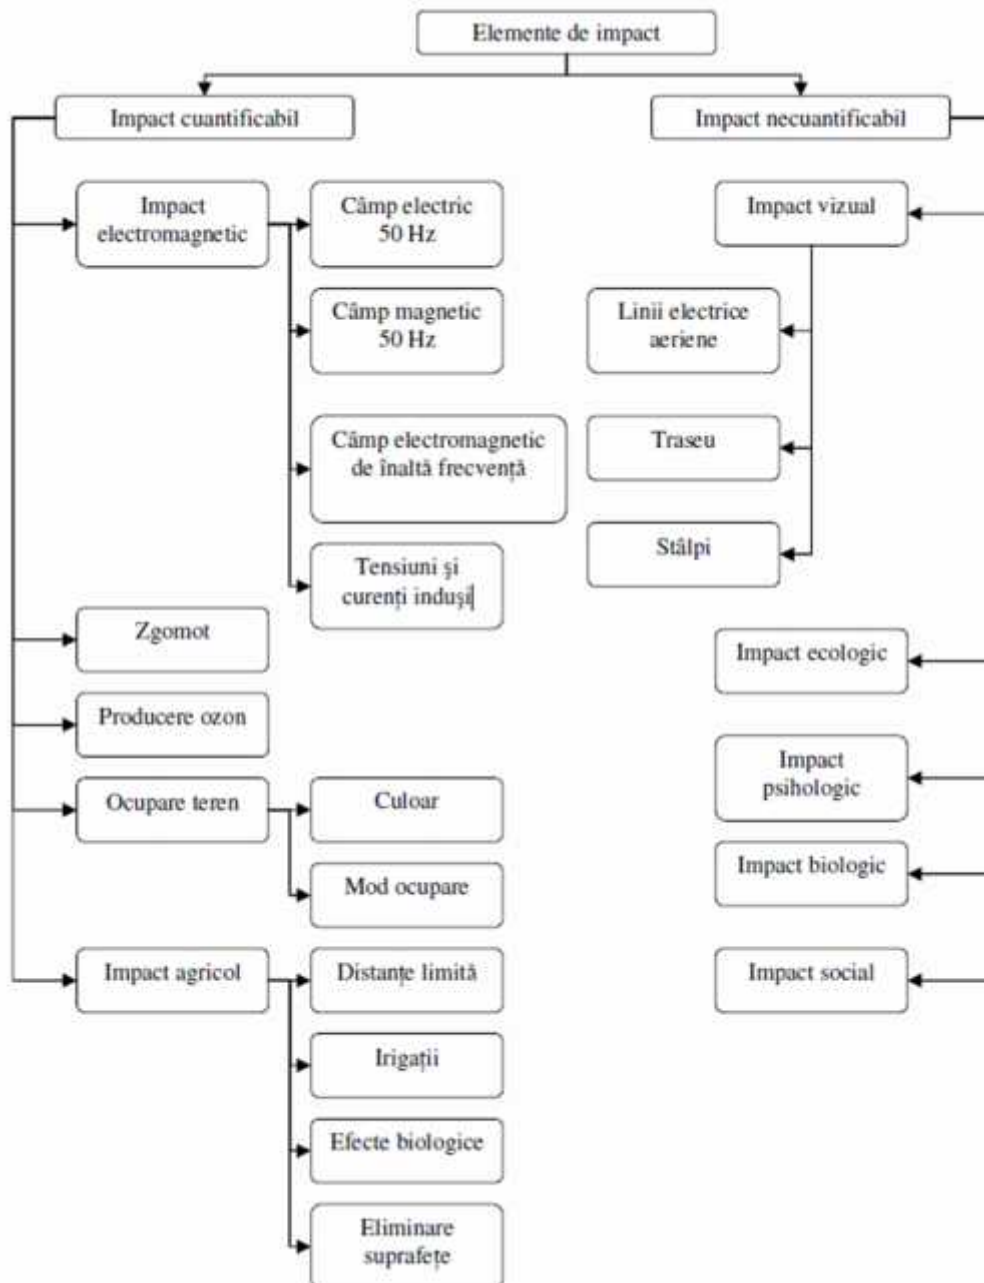 Elemente de impact
Impact cuantificabil
Impact necuantificabil
Impact
electromagnetic
Câmp electric
50 Hz
Câmp magnetic
50 Hz
Câmp electromagnetic
de înaltă frecvență
Tensiuni şi
curenți induşi
Zgomot
Producere ozon
Ocupare teren
Culoar
Mod ocupare
Impact agricol
Distanțe limită
Irigații
Efecte biologice
Eliminare
suprafețe
Impact vizual
Linii electrice
aeriene
Traseu
Stâlpi
Impact ecologic
Impact
psihologic
Impact biologic
Impact social